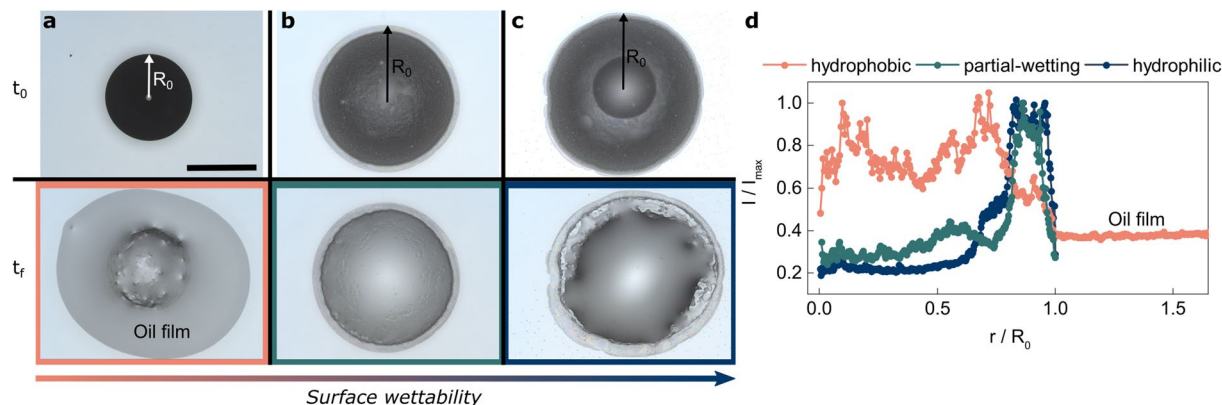 a
b
c
d
t0
R0
R0
R0
tf
Oil film
Surface wettability
hydrophobic
partial-wetting
hydrophilic
I / Imax
1.0
0.8
0.6
0.4
0.2
Oil film
0.0
0.5
1.0
1.5
r / R0